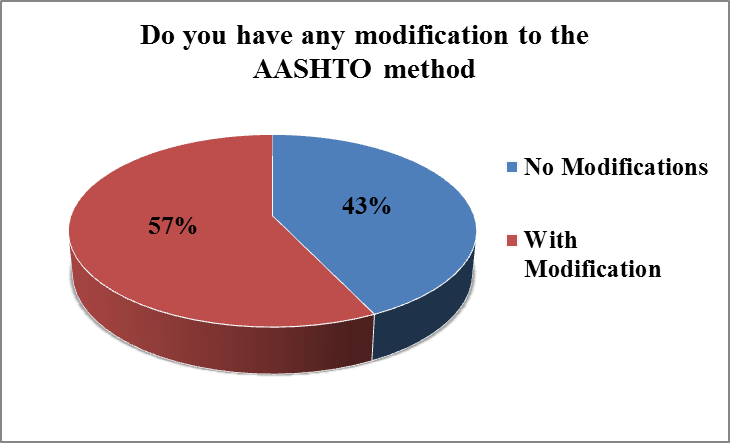 Do you have any modification to the
AASHTO method
43%
57%
No Modifications
With
Modification